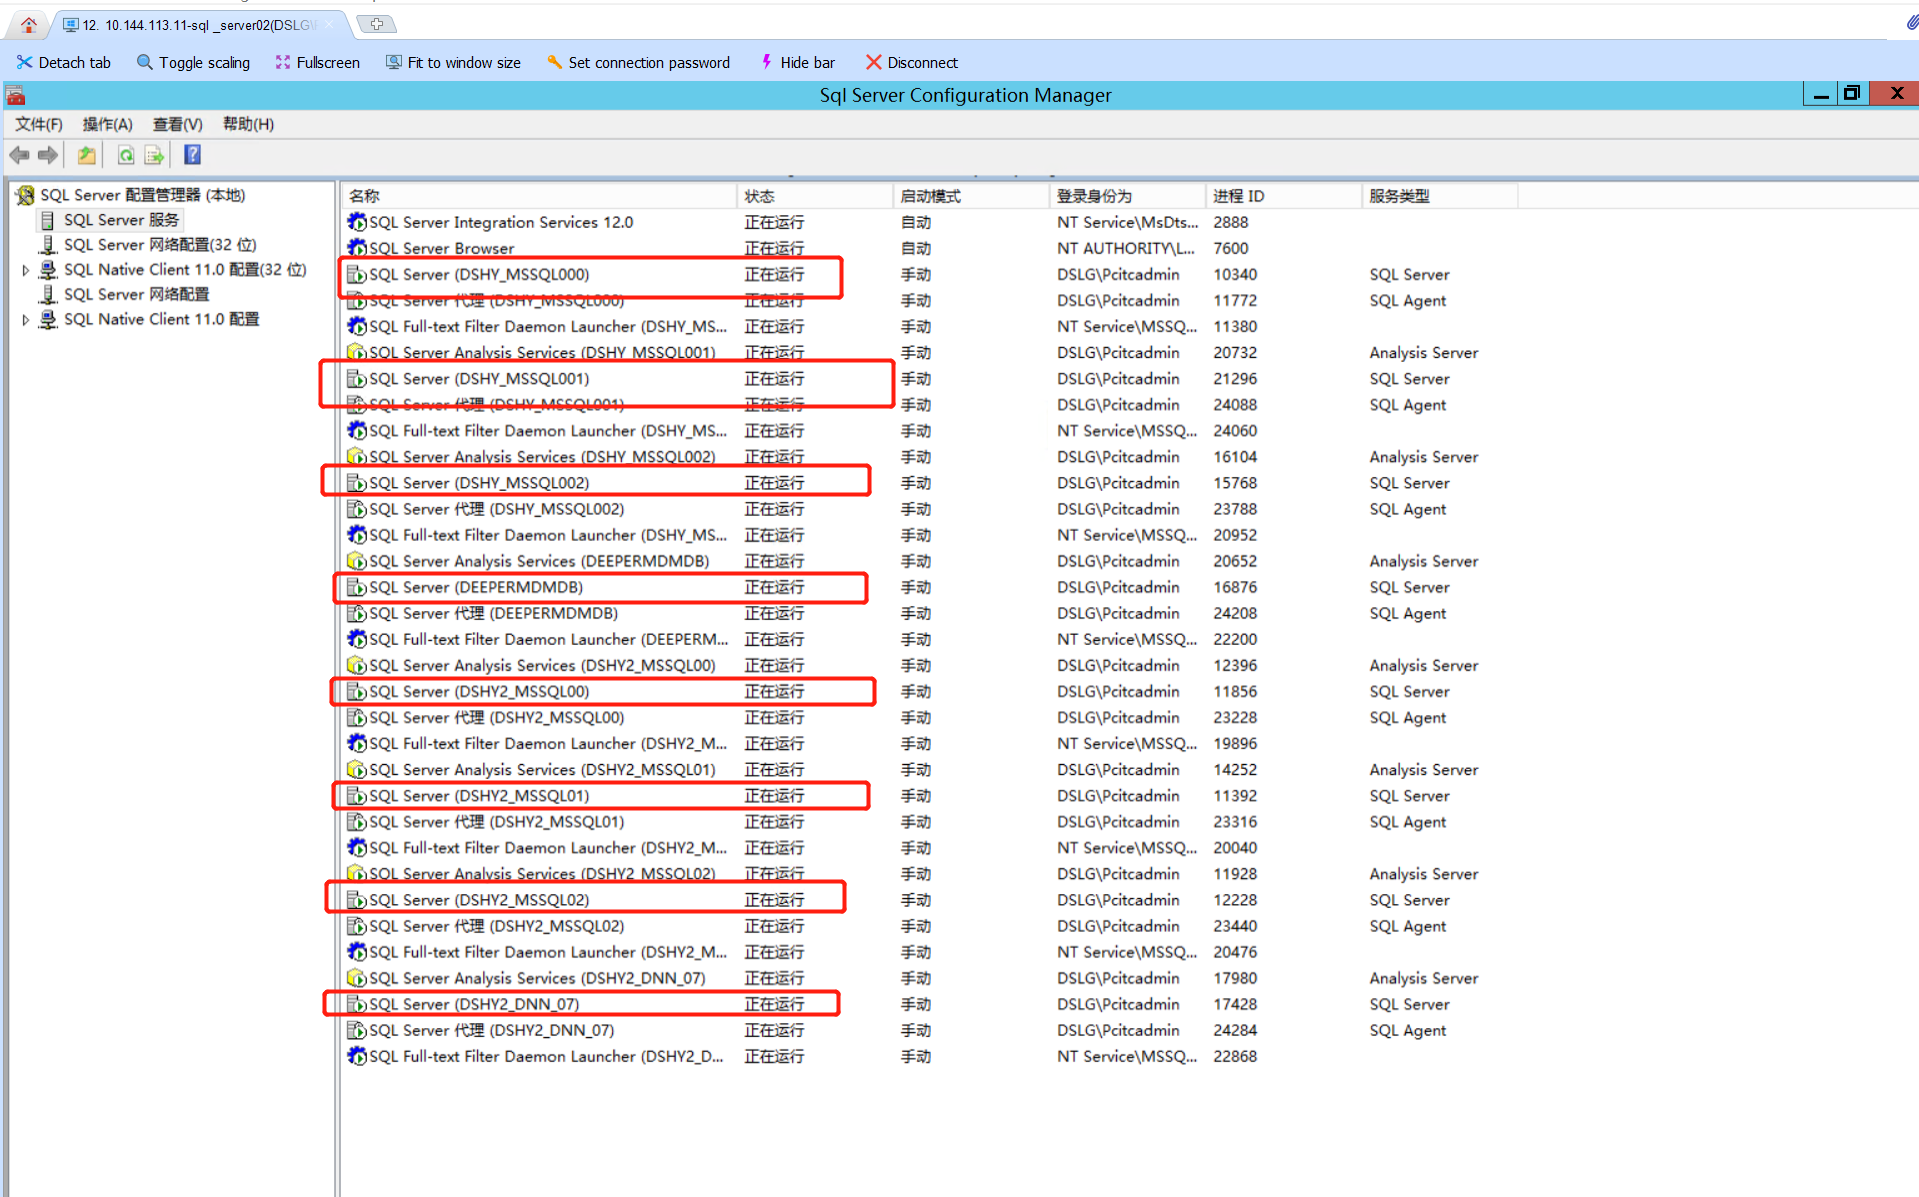 12. 10.144.113.11-sql _server02(DSLG\
Detach tab Toggle scaling Fullscreen Fit to window size Set connection password Hide bar Disconnect
Sql Server Configuration Manager
文件(F) 操作(A) 查看(V) 帮助(H)
SQL Server 配置管理器 (本地)
SQL Server 服务
SQL Server 网络配置(32 位)
SQL Native Client 11.0 配置(32 位)
SQL Server 网络配置
SQL Native Client 11.0 配置
名称 状态 启动模式 登录身份为 进程 ID 服务类型
SQL Server Integration Services 12.0 正在运行 自动 NT Service\MsDts... 2888
SQL Server Browser 正在运行 自动 NT AUTHORITY\L... 7600
SQL Server (DSHY_MSSQL000) 正在运行 手动 DSLG\Pcitcadmin 10340 SQL Server
SQL Server 代理 (DSHY_MSSQL000) 正在运行 手动 DSLG\Pcitcadmin 11772 SQL Agent
SQL Full-text Filter Daemon Launcher (DSHY_MS... 正在运行 手动 NT Service\MSSQ... 11380
SQL Server Analysis Services (DSHY_MSSQL001) 正在运行 手动 DSLG\Pcitcadmin 20732 Analysis Server
SQL Server (DSHY_MSSQL001) 正在运行 手动 DSLG\Pcitcadmin 21296 SQL Server
SQL Server 代理 (DSHY_MSSQL001) 正在运行 手动 DSLG\Pcitcadmin 24088 SQL Agent
SQL Full-text Filter Daemon Launcher (DSHY_MS... 正在运行 手动 NT Service\MSSQ... 24060
SQL Server Analysis Services (DSHY_MSSQL002) 正在运行 手动 DSLG\Pcitcadmin 16104 Analysis Server
SQL Server (DSHY_MSSQL002) 正在运行 手动 DSLG\Pcitcadmin 15768 SQL Server
SQL Server 代理 (DSHY_MSSQL002) 正在运行 手动 DSLG\Pcitcadmin 23788 SQL Agent
SQL Full-text Filter Daemon Launcher (DSHY_MS... 正在运行 手动 NT Service\MSSQ... 20952
SQL Server Analysis Services (DEEPERMDMDB) 正在运行 手动 DSLG\Pcitcadmin 20652 Analysis Server
SQL Server (DEEPERMDMDB) 正在运行 手动 DSLG\Pcitcadmin 16876 SQL Server
SQL Server 代理 (DEEPERMDMDB) 正在运行 手动 DSLG\Pcitcadmin 24208 SQL Agent
SQL Full-text Filter Daemon Launcher (DEEPERM... 正在运行 手动 NT Service\MSSQ... 22200
SQL Server Analysis Services (DSHY2_MSSQL00) 正在运行 手动 DSLG\Pcitcadmin 12396 Analysis Server
SQL Server (DSHY2_MSSQL00) 正在运行 手动 DSLG\Pcitcadmin 11856 SQL Server
SQL Server 代理 (DSHY2_MSSQL00) 正在运行 手动 DSLG\Pcitcadmin 23228 SQL Agent
SQL Full-text Filter Daemon Launcher (DSHY2_M... 正在运行 手动 NT Service\MSSQ... 19896
SQL Server Analysis Services (DSHY2_MSSQL01) 正在运行 手动 DSLG\Pcitcadmin 14252 Analysis Server
SQL Server (DSHY2_MSSQL01) 正在运行 手动 DSLG\Pcitcadmin 11392 SQL Server
SQL Server 代理 (DSHY2_MSSQL01) 正在运行 手动 DSLG\Pcitcadmin 23316 SQL Agent
SQL Full-text Filter Daemon Launcher (DSHY2_M... 正在运行 手动 NT Service\MSSQ... 20040
SQL Server Analysis Services (DSHY2_MSSQL02) 正在运行 手动 DSLG\Pcitcadmin 11928 Analysis Server
SQL Server (DSHY2_MSSQL02) 正在运行 手动 DSLG\Pcitcadmin 12228 SQL Server
SQL Server 代理 (DSHY2_MSSQL02) 正在运行 手动 DSLG\Pcitcadmin 23440 SQL Agent
SQL Full-text Filter Daemon Launcher (DSHY2_M... 正在运行 手动 NT Service\MSSQ... 20476
SQL Server Analysis Services (DSHY2_DNN_07) 正在运行 手动 DSLG\Pcitcadmin 17980 Analysis Server
SQL Server (DSHY2_DNN_07) 正在运行 手动 DSLG\Pcitcadmin 17428 SQL Server
SQL Server 代理 (DSHY2_DNN_07) 正在运行 手动 DSLG\Pcitcadmin 24284 SQL Agent
SQL Full-text Filter Daemon Launcher (DSHY2_D... 正在运行 手动 NT Service\MSSQ... 22868